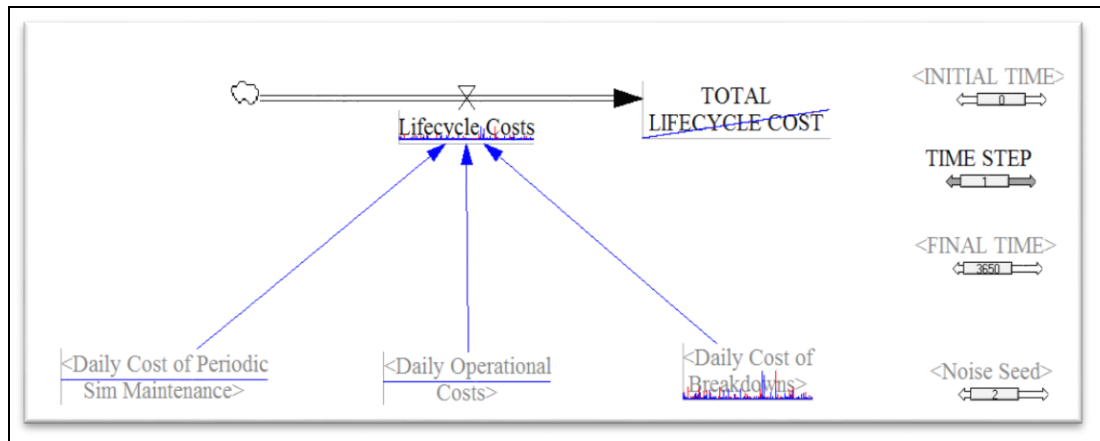 <INITIAL TIME>
0
TOTAL
LIFECYCLE COST
Lifecycle Costs
TIME STEP
1
<FINAL TIME>
3650
<Daily Cost of Periodic
Sim Maintenance>
<Daily Operational
Costs>
<Daily Cost of
Breakdowns>
<Noise Seed>
2